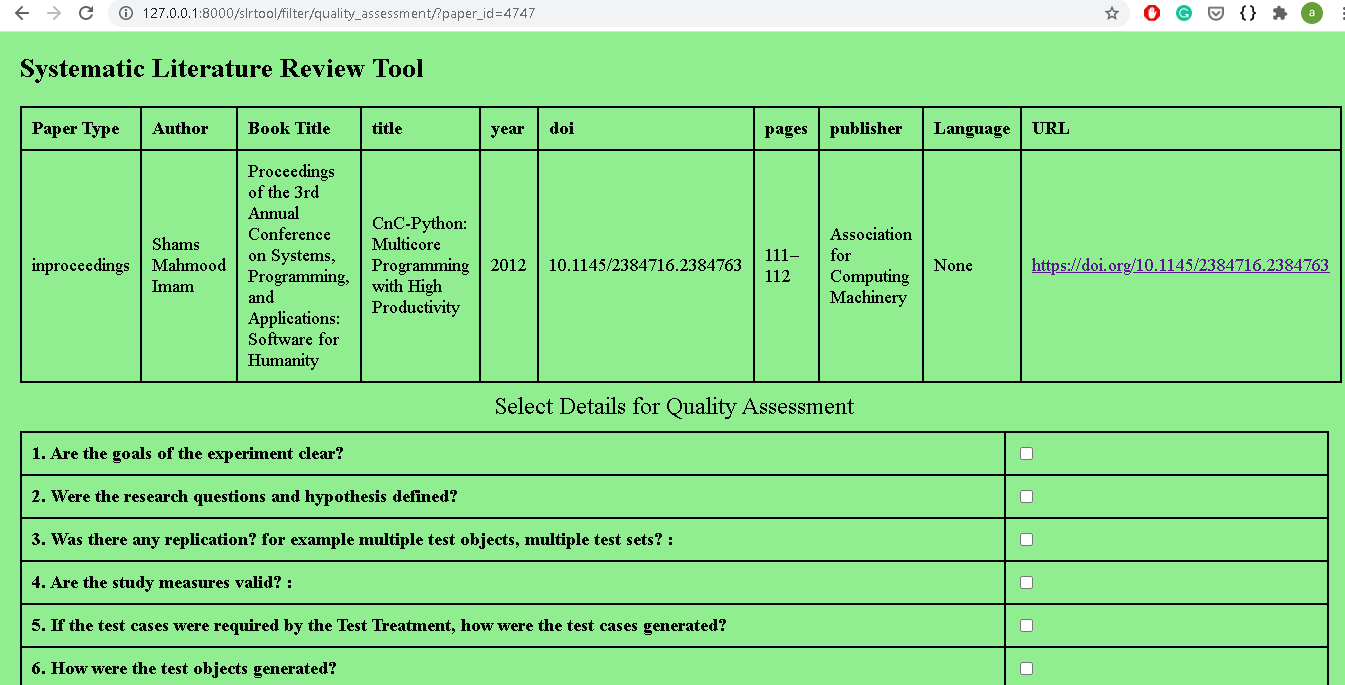 127.0.0.1:8000/slrtool/filter/quality_assessment/?paper_id=4747
a
Systematic Literature Review Tool
Paper Type Author Book Title title year doi pages publisher Language URL
inproceedings
Shams
Mahmood
Imam
Proceedings
of the 3rd
Annual
Conference
on Systems,
Programming,
and
Applications:
Software for
Humanity
CnC-Python:
Multicore
Programming
with High
Productivity
2012
10.1145/2384716.2384763
111–
112
Association
for
Computing
Machinery
None
https://doi.org/10.1145/2384716.2384763
Select Details for Quality Assessment
1. Are the goals of the experiment clear?
2. Were the research questions and hypothesis defined?
3. Was there any replication? for example multiple test objects, multiple test sets? :
4. Are the study measures valid? :
5. If the test cases were required by the Test Treatment, how were the test cases generated?
6. How were the test objects generated?